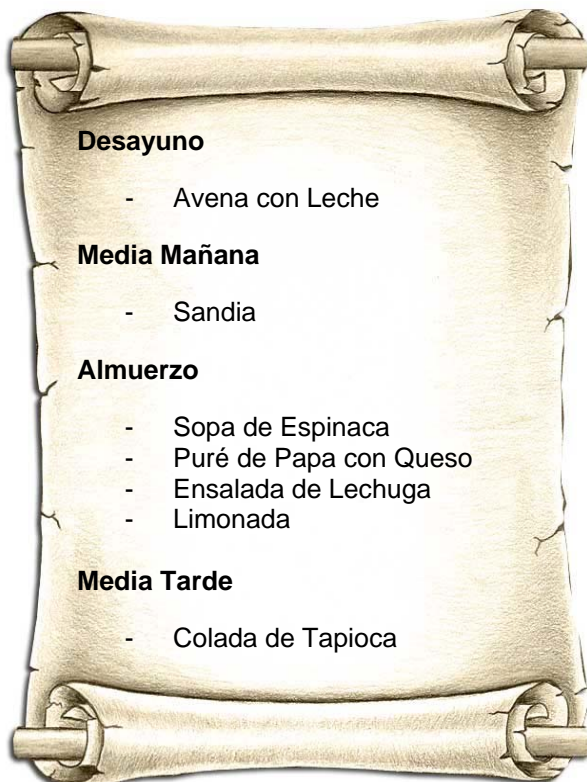 Desayuno
- Avena con Leche
Media Mañana
- Sandia
Almuerzo
- Sopa de Espinaca
- Puré de Papa con Queso
- Ensalada de Lechuga
- Limonada
Media Tarde
- Colada de Tapioca